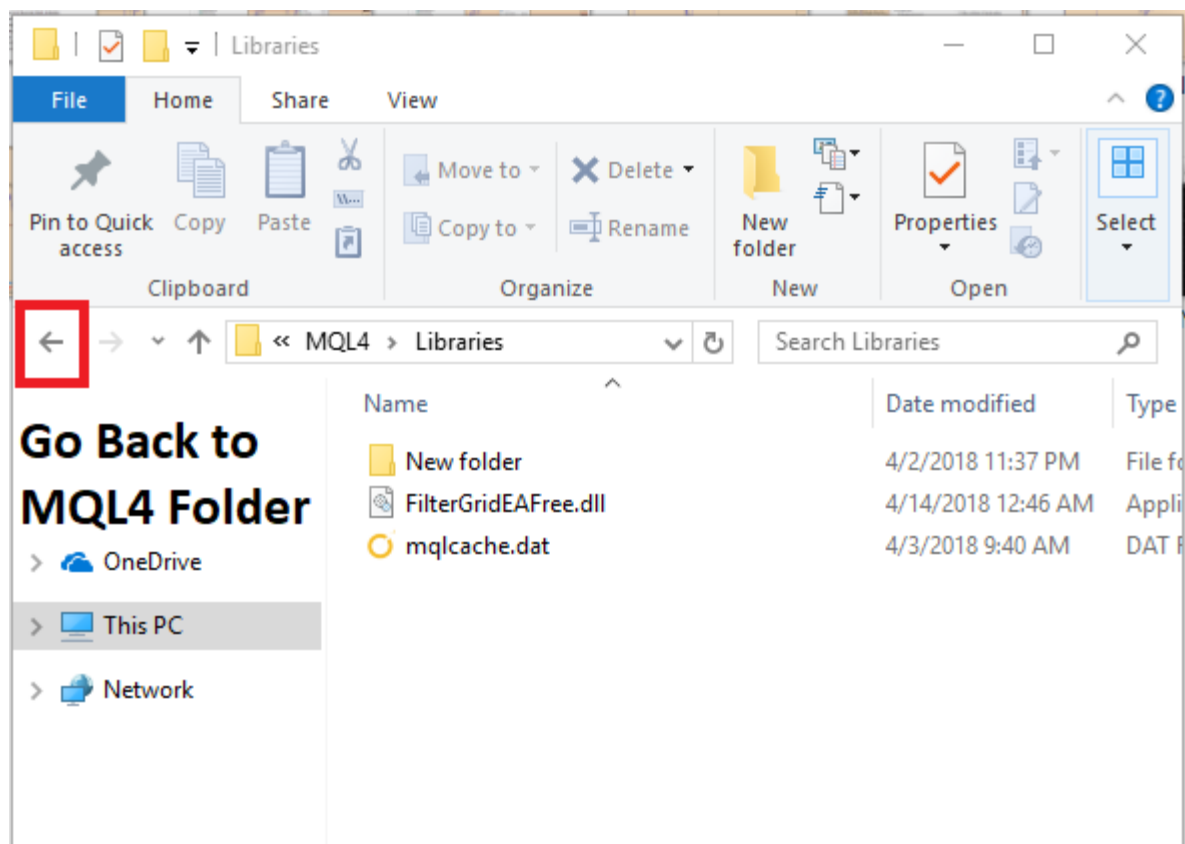 Libraries
File Home Share View
Pin to Quick access Copy Paste
Clipboard
Move to Delete
Copy to Rename
Organize
New folder
New
Properties
Open
Select
« MQL4 > Libraries
Search Libraries
Go Back to
MQL4 Folder
OneDrive
This PC
Network
Name Date modified Type
New folder 4/2/2018 11:37 PM File f
FilterGridEAFree.dll 4/14/2018 12:46 AM Appli
mqlcache.dat 4/3/2018 9:40 AM DAT F